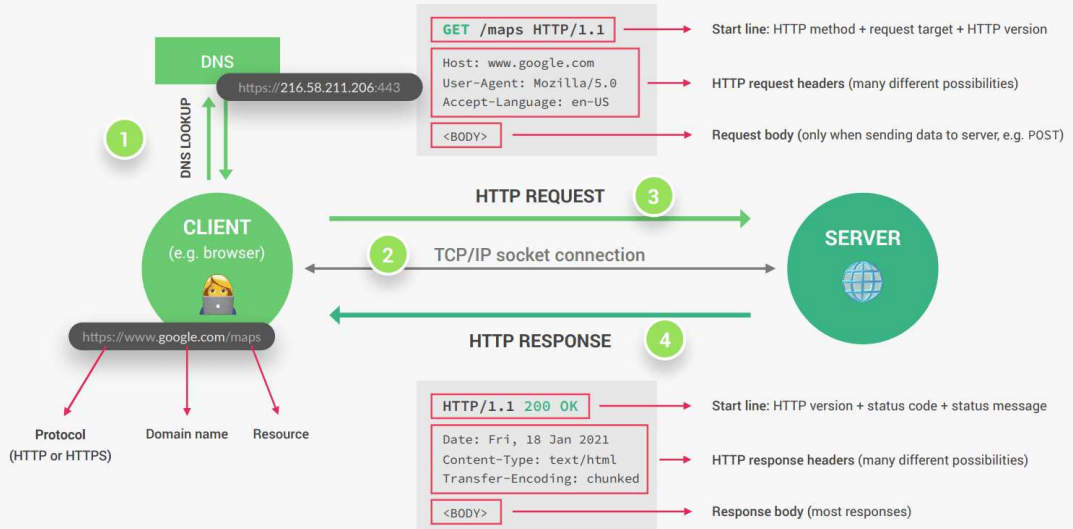 DNS
https://216.58.211.206:443
1
DNS LOOKUP
CLIENT
(e.g. browser)
https://www.google.com/maps
Protocol
(HTTP or HTTPS)
Domain name
Resource
GET /maps HTTP/1.1
Start line: HTTP method + request target + HTTP version
Host: www.google.com
User-Agent: Mozilla/5.0
Accept-Language: en-US
HTTP request headers (many different possibilities)
<BODY>
Request body (only when sending data to server, e.g. POST)
HTTP REQUEST
3
2
TCP/IP socket connection
SERVER
HTTP RESPONSE
4
HTTP/1.1 200 OK
Start line: HTTP version + status code + status message
Date: Fri, 18 Jan 2021
Content-Type: text/html
Transfer-Encoding: chunked
HTTP response headers (many different possibilities)
<BODY>
Response body (most responses)